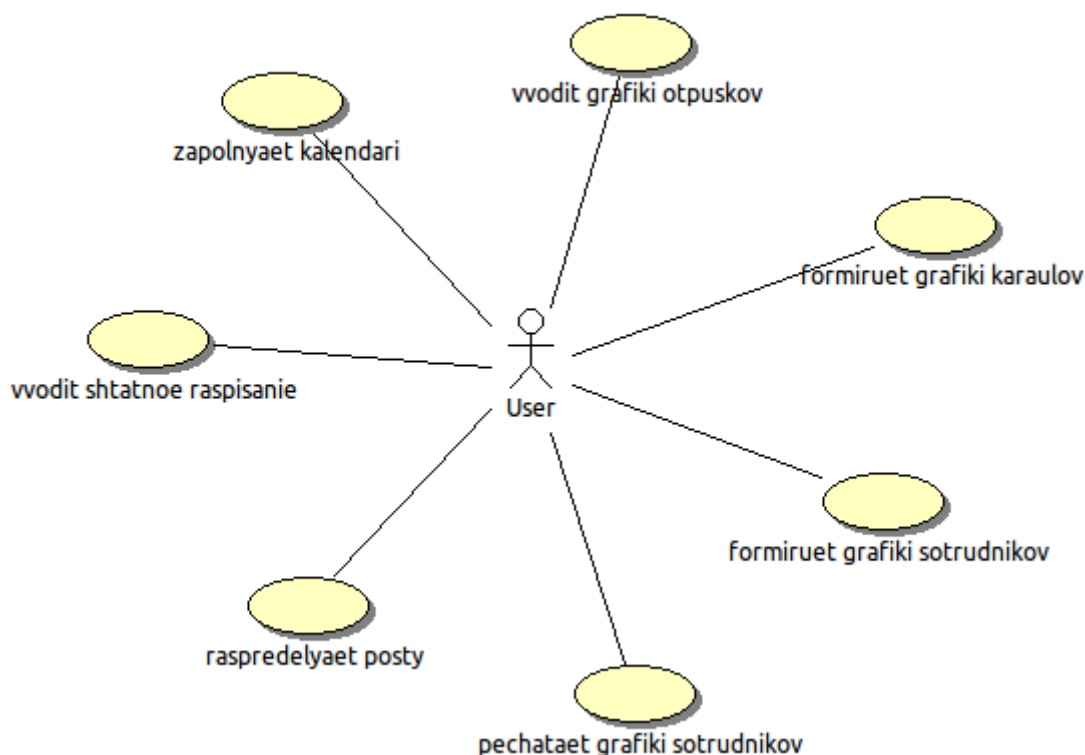 vvodit grafiki otpuskov
zapolnyaet kalendari
formiruet grafiki karaulov
vvodit shtatnoe raspisanie
User
formiruet grafiki sotrudnikov
raspredelyaet posty
pechataet grafiki sotrudnikov